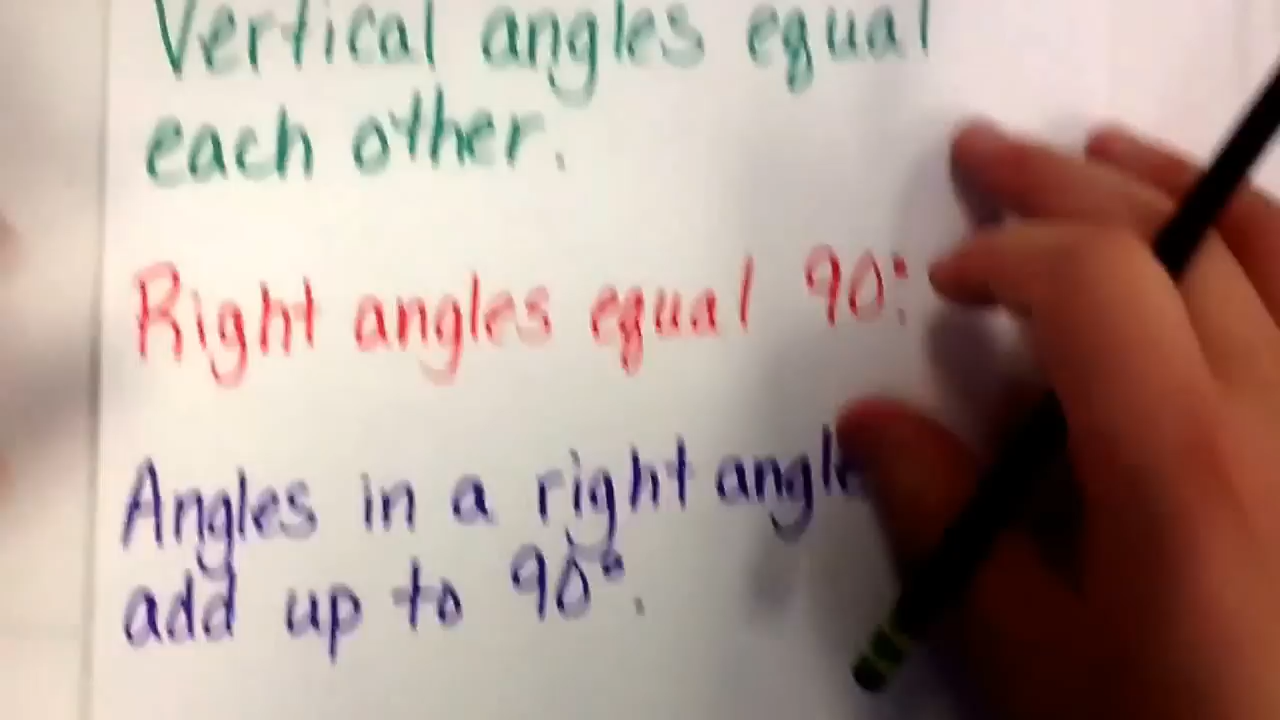 Vertical angles equal
each other.
Right angles equal 90°.
Angles in a right angle
add up to 90°.